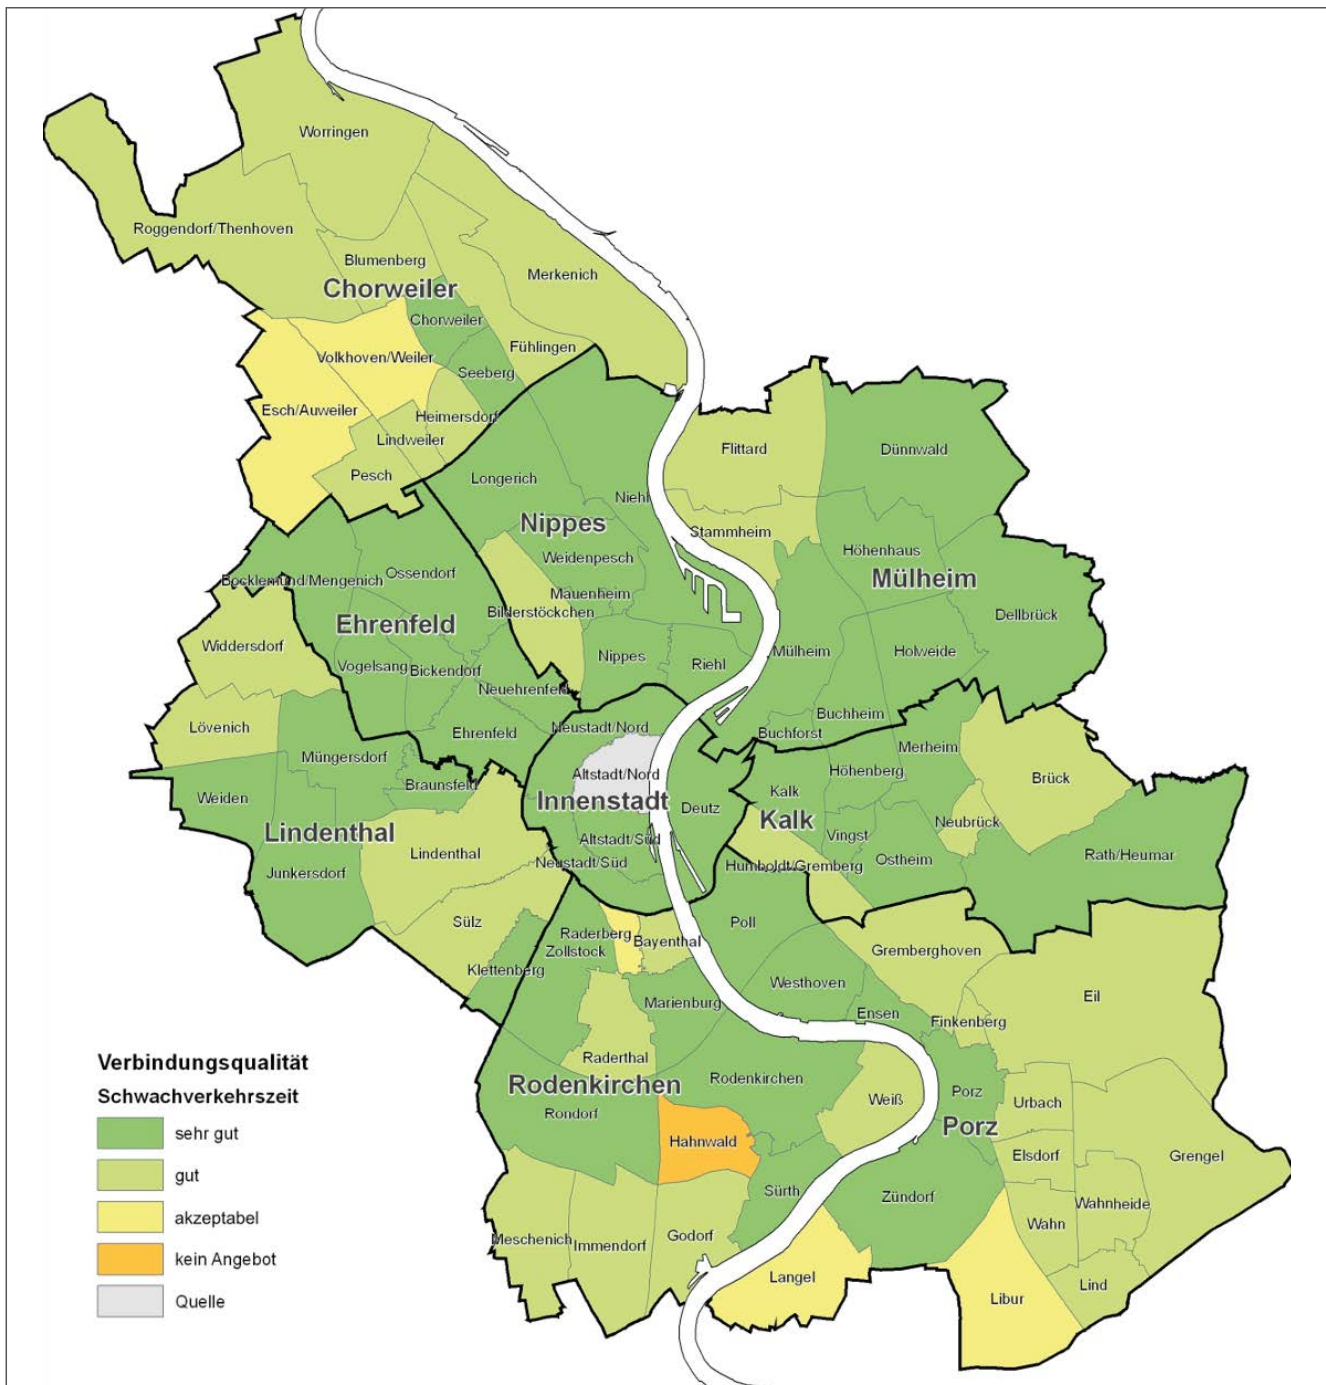 Worringen
Roggendorf/Thenhoven
Blumenberg
Merkenich
Chorweiler
Chorweiler
Fühlingen
Volkhoven/Weiler
Seeberg
Esch/Auweiler
Heimersdorf
Lindweiler
Pesch
Flittard
Dünnwald
Longerich
Niehl
Nippes
Stammheim
Weidenpesch
Höhenhaus
Mülheim
Ossendorf
Bocklemünd/Mengenich
Mauenheim
Bilderstöckchen
Dellbrück
Ehrenfeld
Widdersdorf
Vogelsang
Bickendorf
Nippes
Riehl
Mülheim
Holweide
Neuehrenfeld
Buchheim
Lövenich
Ehrenfeld
Neustadt/Nord
Buchforst
Müngersdorf
Merheim
Höhenberg
Brück
Altstadt/Nord
Braunsfeld
Kalk
Weiden
Innenstadt
Deutz
Kalk
Neubrück
Lindenthal
Altstadt/Süd
Vingst
Lindenthal
Neustadt/Süd
Ostheim
Rath/Heumar
Humboldt/Gremberg
Junkersdorf
Sülz
Poll
Raderberg
Zollstock
Bayenthal
Gremberghoven
Klettenberg
Westhoven
Marienburg
Eil
Ensen
Finkenberg
Raderthal
Rodenkirchen
Rodenkirchen
Porz
Weiß
Urbach
Rondorf
Porz
Hahnwald
Elsdorf
Grengel
Sürth
Zündorf
Wahnheide
Wahn
Meschenich
Immendorf
Godorf
Langel
Lind
Libur
Verbindungsqualität
Schwachverkehrszeit
sehr gut
gut
akzeptabel
kein Angebot
Quelle